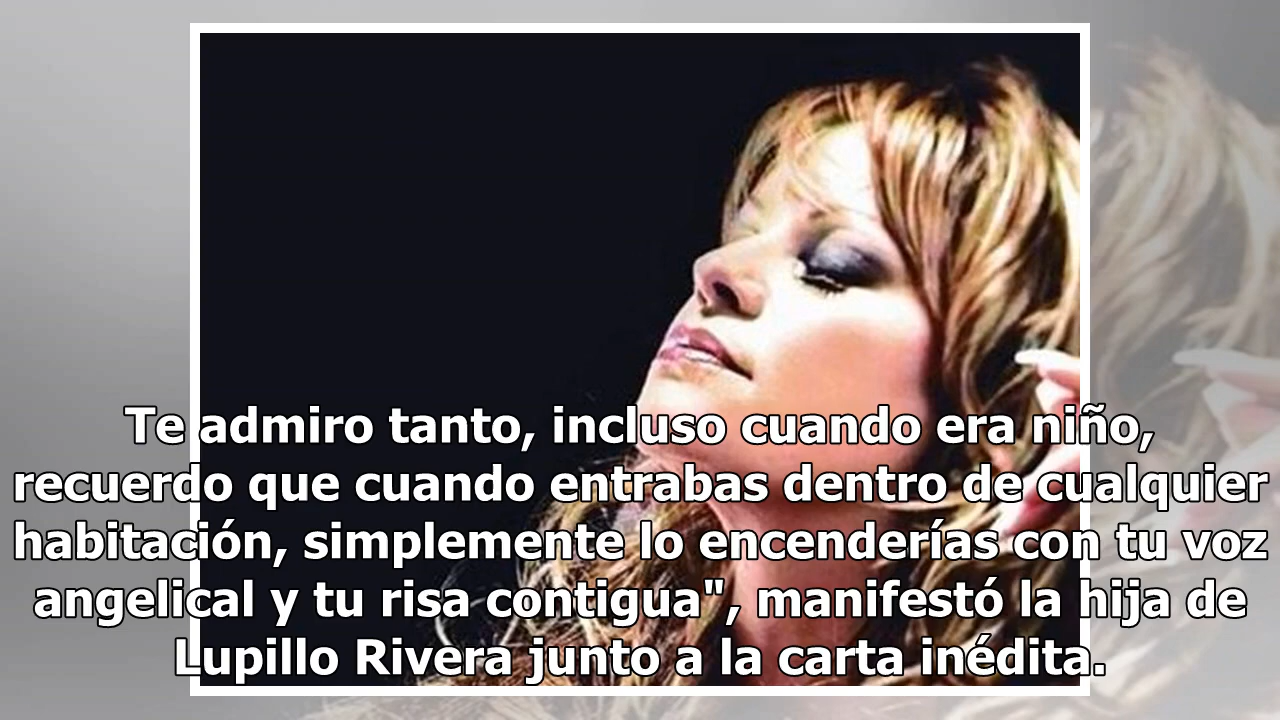 Te admiro tanto, incluso cuando era niño,
recuerdo que cuando entrabas dentro de cualquier
habitación, simplemente lo encenderías con tu voz
angelical y tu risa contigua", manifestó la hija de
Lupillo Rivera junto a la carta inédita.